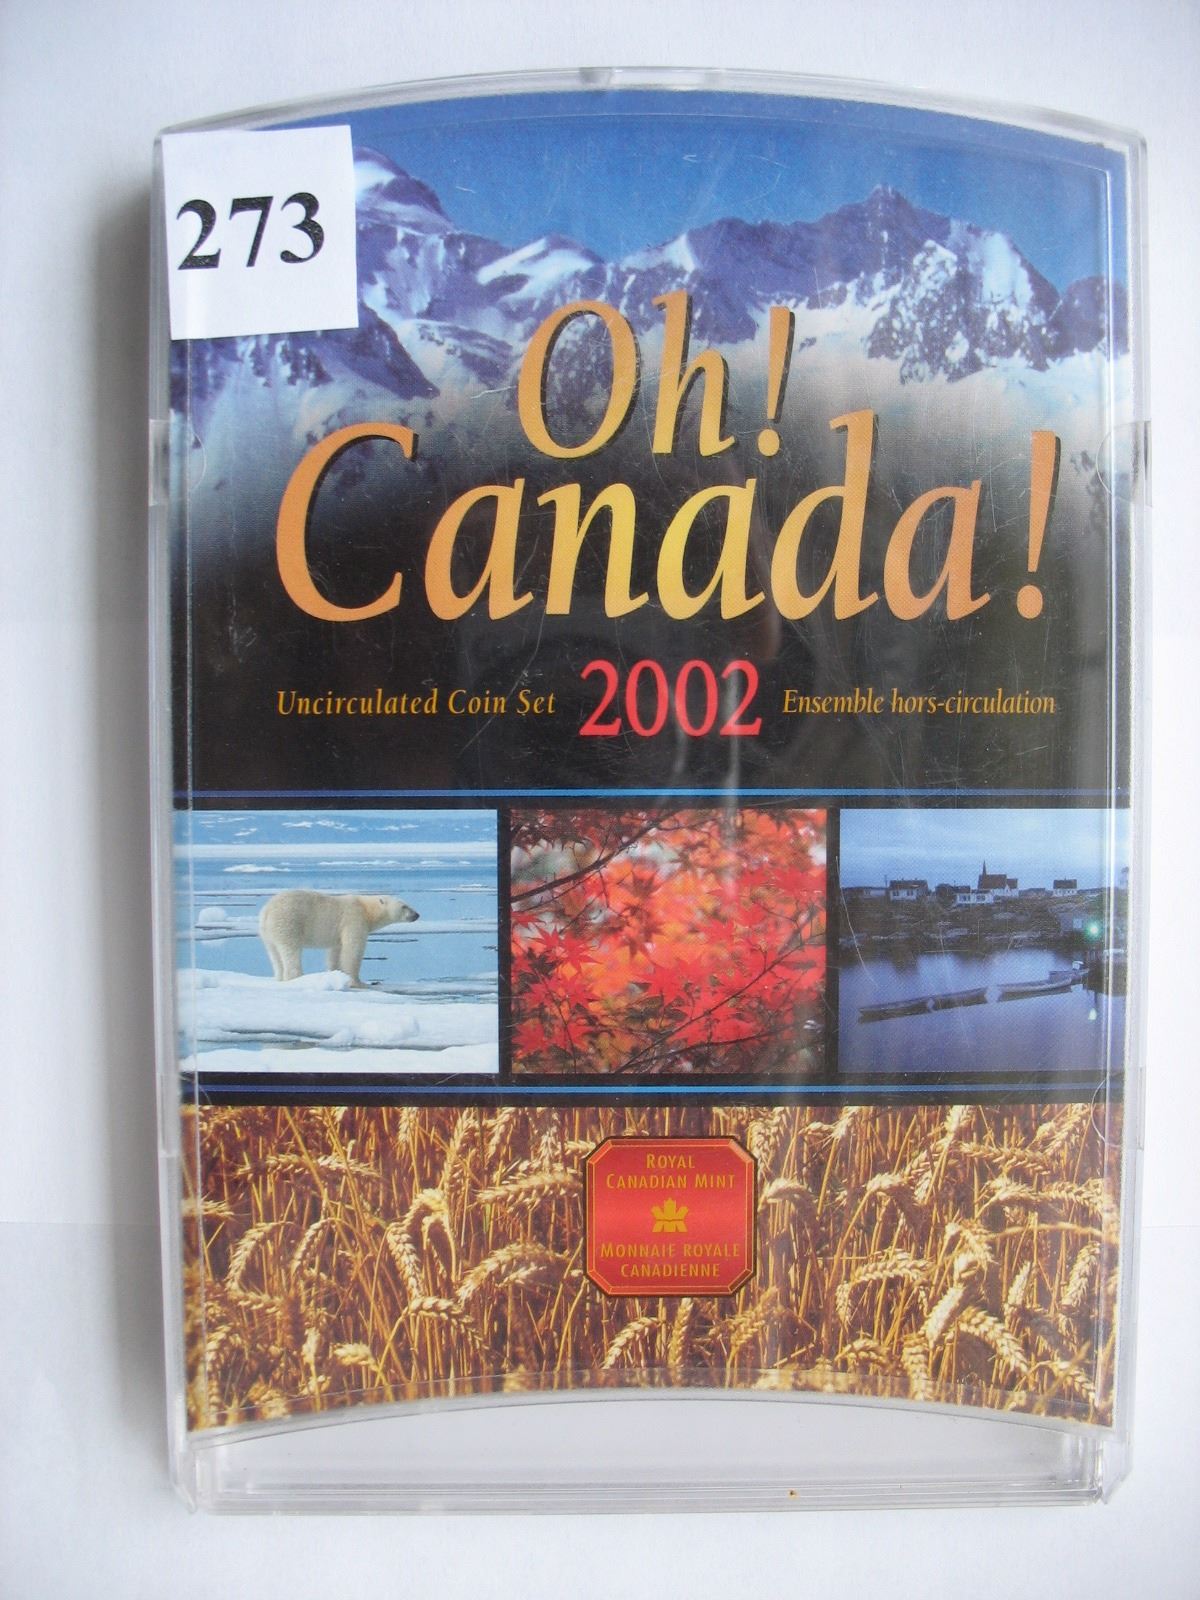 273
Oh!
Canada!
Uncirculated Coin Set 2002 Ensemble hors-circulation
ROYAL
CANADIAN MINT
MONNAIE ROYALE
CANADIENNE